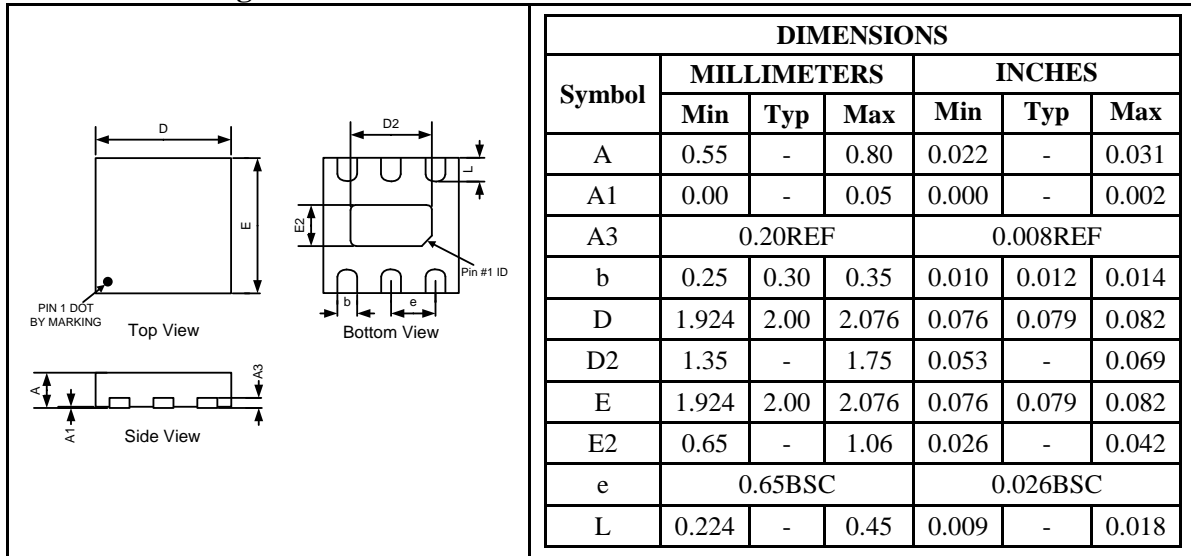 D
E
PIN 1 DOT
BY MARKING
Top View
D2
L
E2
Pin #1 ID
b
e
Bottom View
A
A1
A3
Side View
DIMENSIONS
Symbol MILLIMETERS INCHES
Min Typ Max Min Typ Max
A 0.55 - 0.80 0.022 - 0.031
A1 0.00 - 0.05 0.000 - 0.002
A3 0.20REF 0.008REF
b 0.25 0.30 0.35 0.010 0.012 0.014
D 1.924 2.00 2.076 0.076 0.079 0.082
D2 1.35 - 1.75 0.053 - 0.069
E 1.924 2.00 2.076 0.076 0.079 0.082
E2 0.65 - 1.06 0.026 - 0.042
e 0.65BSC 0.026BSC
L 0.224 - 0.45 0.009 - 0.018